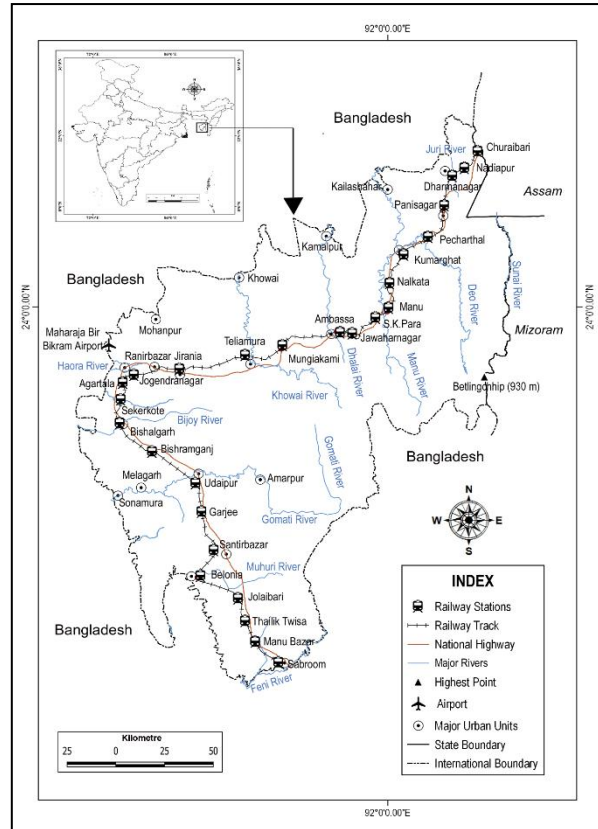 92°0'0.00"E
Bangladesh
Juri River
Churaibari
Nadiapur
Dharmanagar
Kailashahar
Assam
Panisagar
Kamalpur
Pecharthal
Kumarghat
Bangladesh
Khowai
Nalkata
Deo River
Sunai River
24°0'0.00"N
24°0'0.00"N
Mohanpur
Manu
Ambassa
S.K.Para
Mizoram
Maharaja Bir
Bikram Airport
Teliamura
Jawaharnagar
Ranirbazar
Jirania
Mungiakami
Dhalai River
Manu River
Haora River
Jogendranagar
Betlingchhip (930 m)
Agartala
Khowai River
Sekerkote
Bijoy River
Bishalgarh
Gomati River
Bishramganj
Bangladesh
Melagarh
Udaipur
Amarpur
Sonamura
Garjee
Gomati River
N
W
E
S
Santirbazar
Muhuri River
Belonia
Jolaibari
Bangladesh
Thailik Twisa
Manu Bazar
Sabroom
Feni River
INDEX
Railway Stations
Railway Track
National Highway
Major Rivers
Highest Point
Airport
Major Urban Units
State Boundary
International Boundary
Kilometre
25 0 25 50
92°0'0.00"E